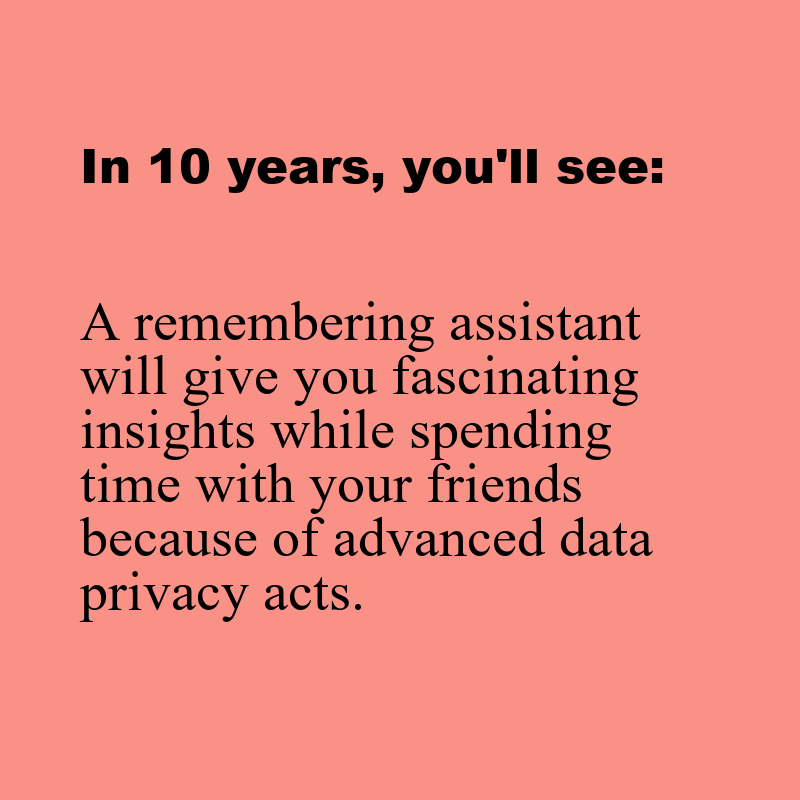 In 10 years, you'll see:
A remembering assistant
will give you fascinating
insights while spending
time with your friends
because of advanced data
privacy acts.